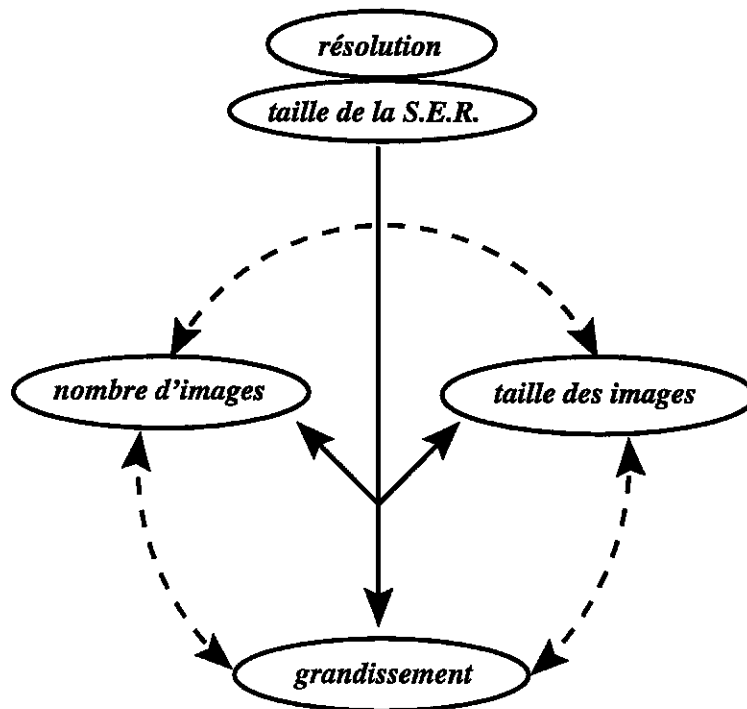 résolution
taille de la S.E.R.
nombre d'images
taille des images
grandissement